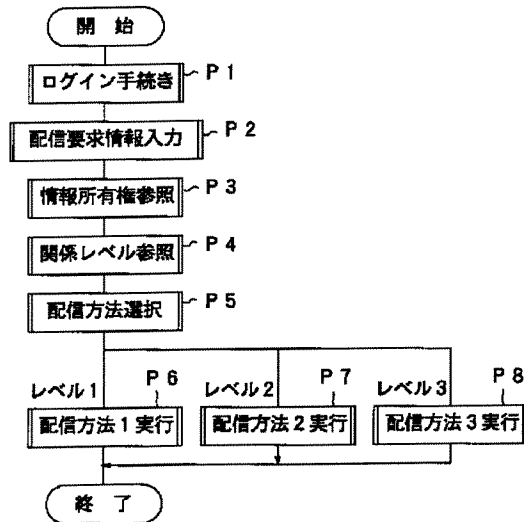 開 始
ログイン手続き P1
配信要求情報入力 P2
情報所有権参照 P3
関係レベル参照 P4
配信方法選択 P5
レベル1 P6 レベル2 P7 レベル3 P8
配信方法1実行 配信方法2実行 配信方法3実行
終 了